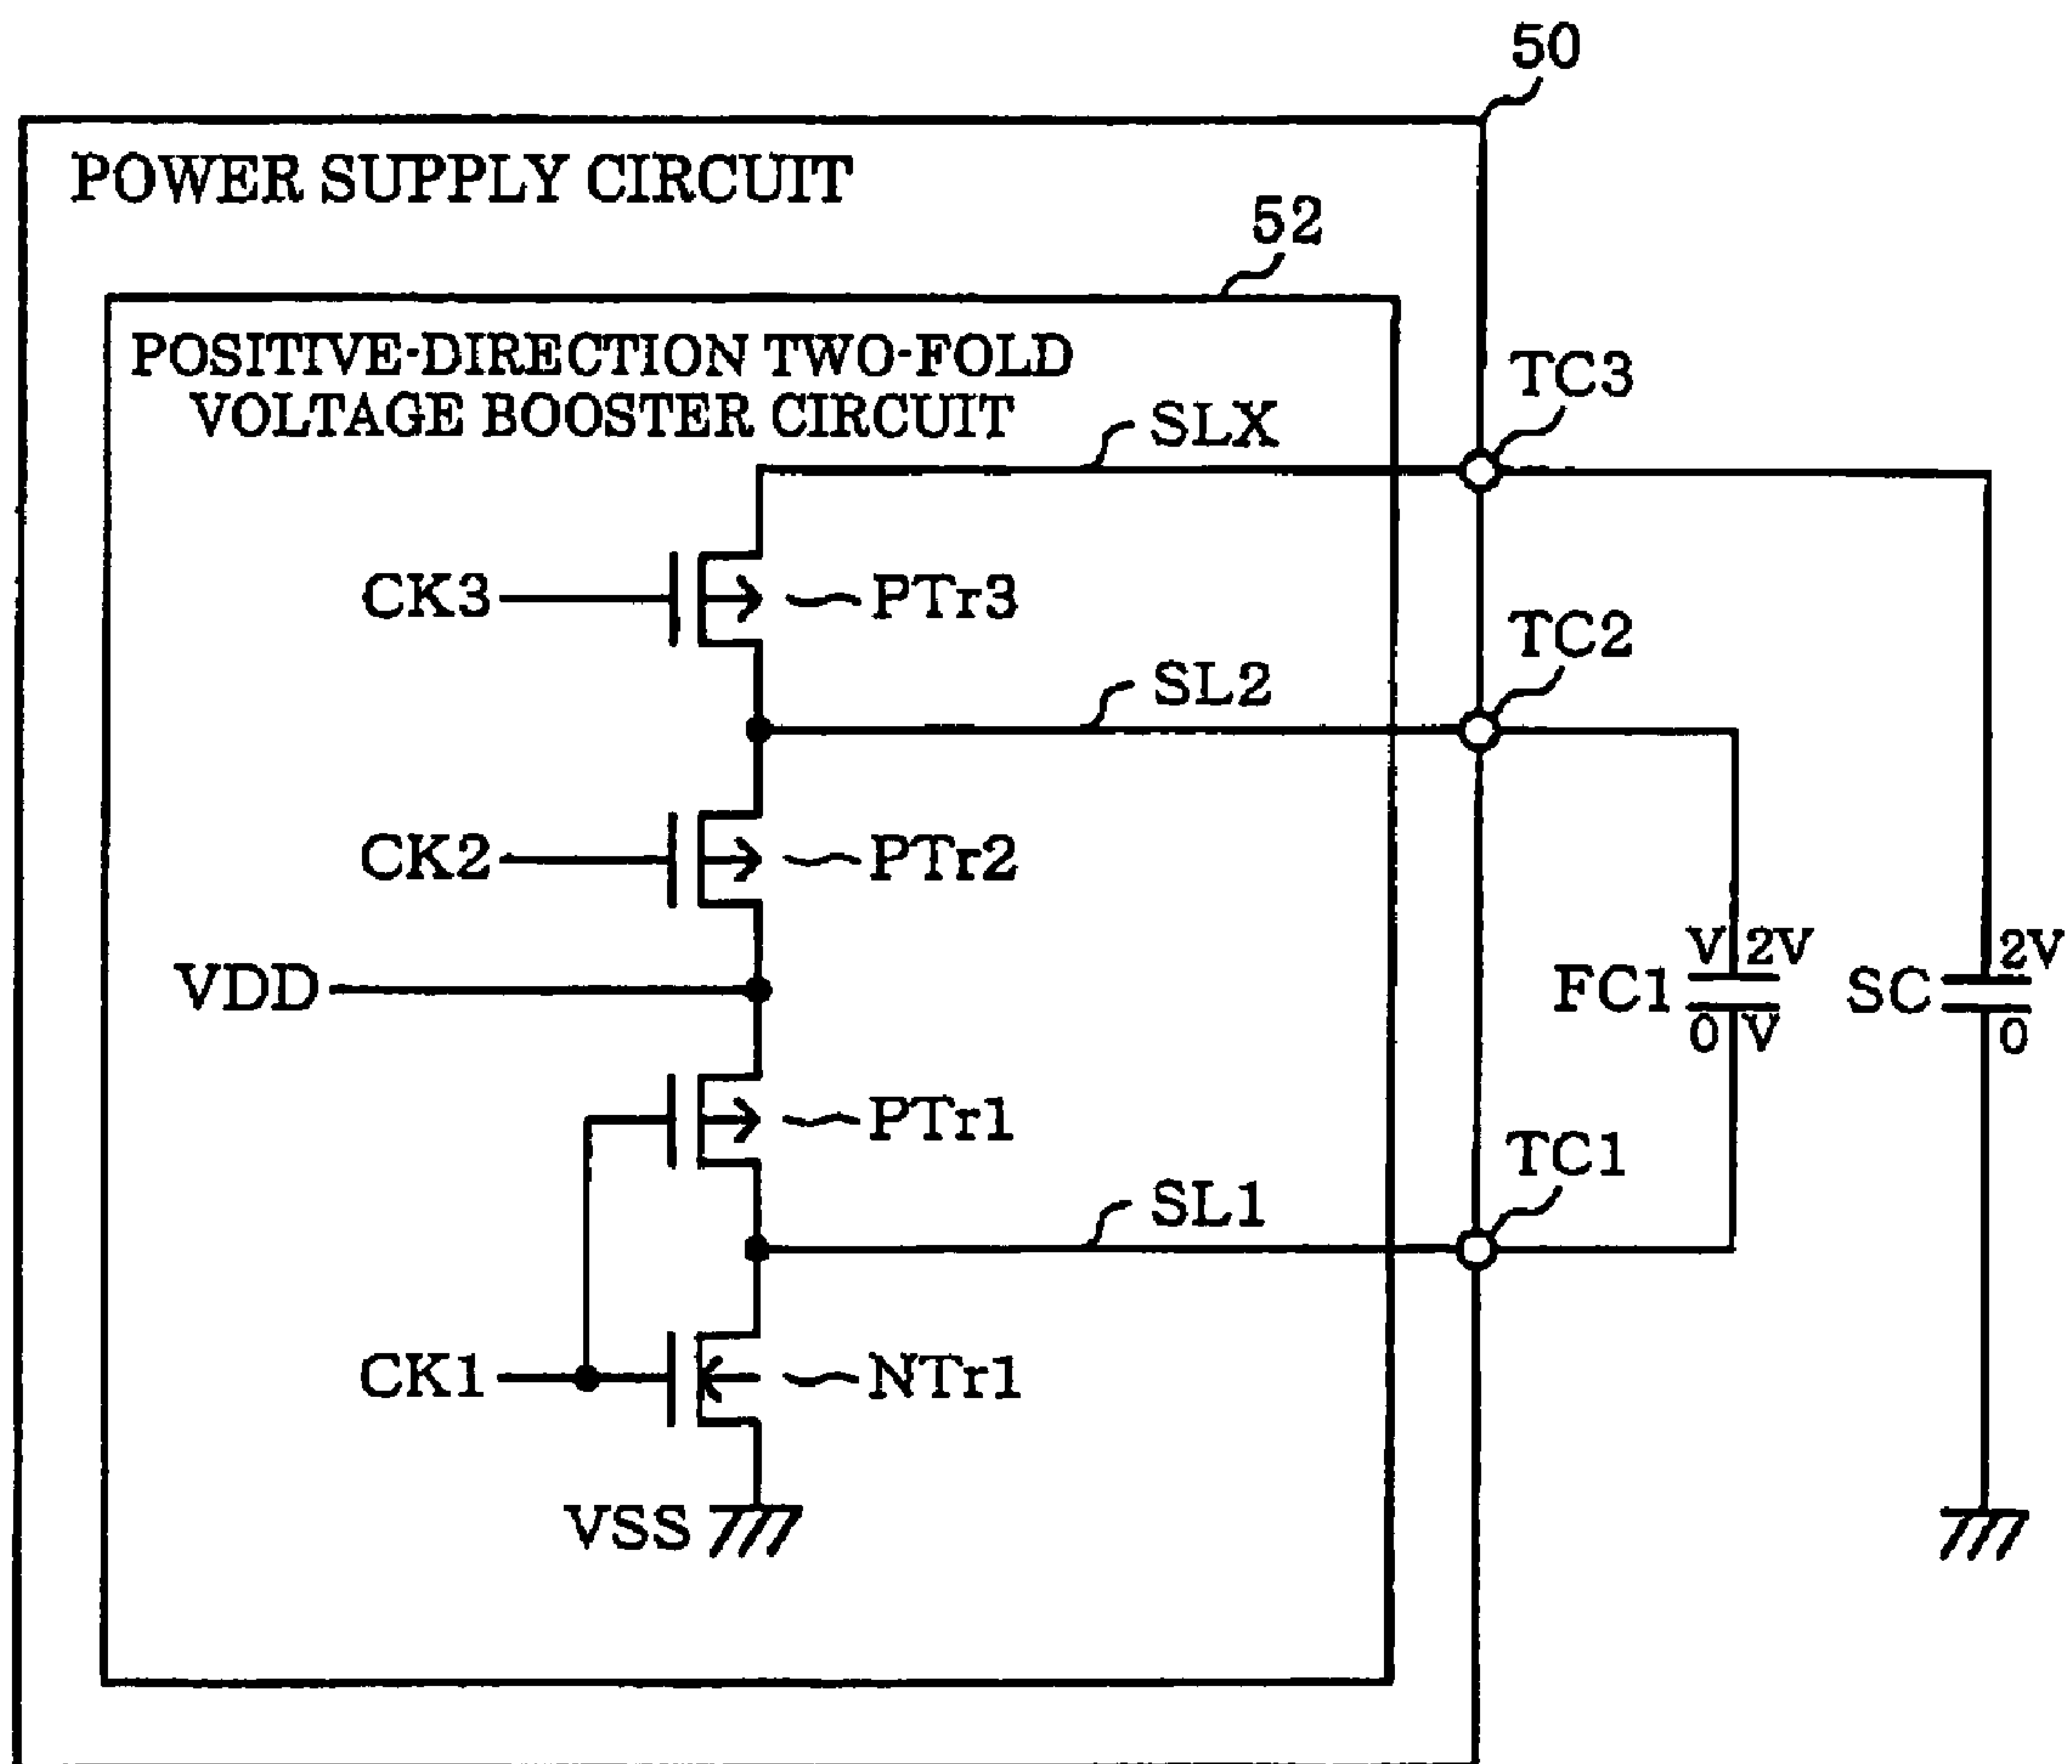 50
POWER SUPPLY CIRCUIT
52
POSITIVE-DIRECTION TWO-FOLD
VOLTAGE BOOSTER CIRCUIT
TC3
SLX
CK3
PTr3
TC2
SL2
CK2
PTr2
V 2V
2V
VDD
FC1
SC
0 V
0
PTr1
TC1
SL1
CK1
NTr1
VSS